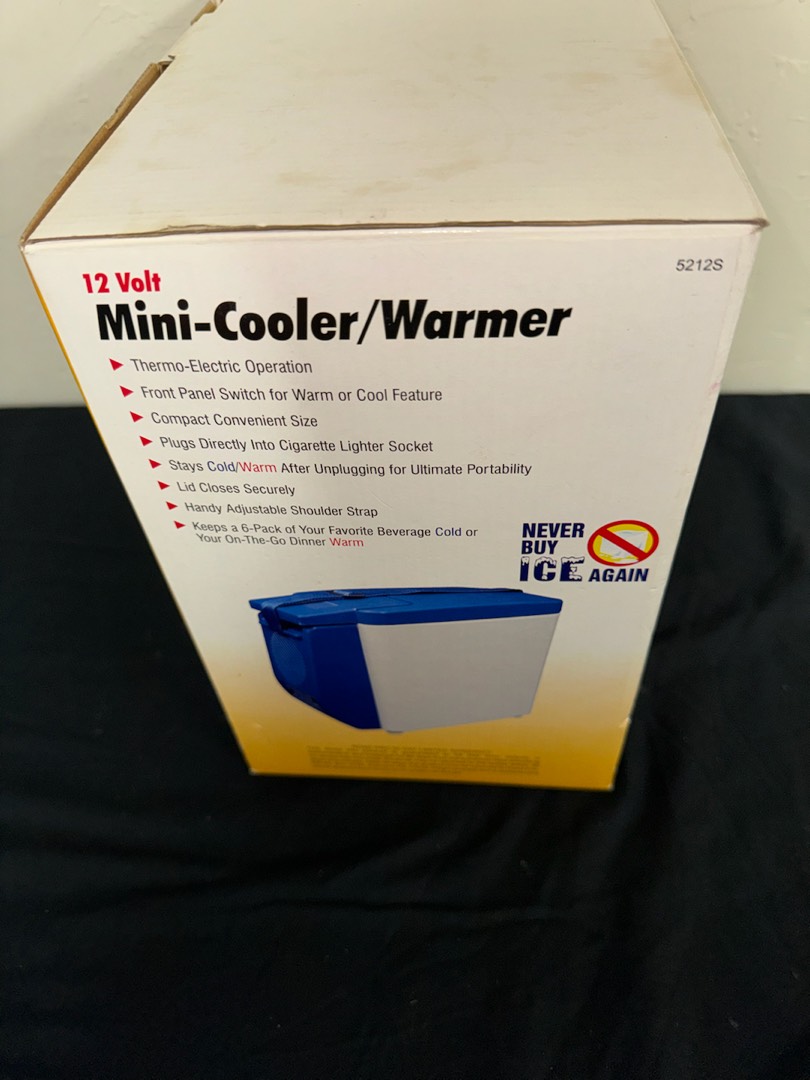 5212S
12 Volt
Mini-Cooler/Warmer
Thermo-Electric Operation
Front Panel Switch for Warm or Cool Feature
Compact Convenient Size
Plugs Directly Into Cigarette Lighter Socket
Stays Cold/Warm After Unplugging for Ultimate Portability
Lid Closes Securely
Handy Adjustable Shoulder Strap
Keeps a 6-Pack of Your Favorite Beverage Cold or
Your On-The-Go Dinner Warm
NEVER
BUY
ICE AGAIN